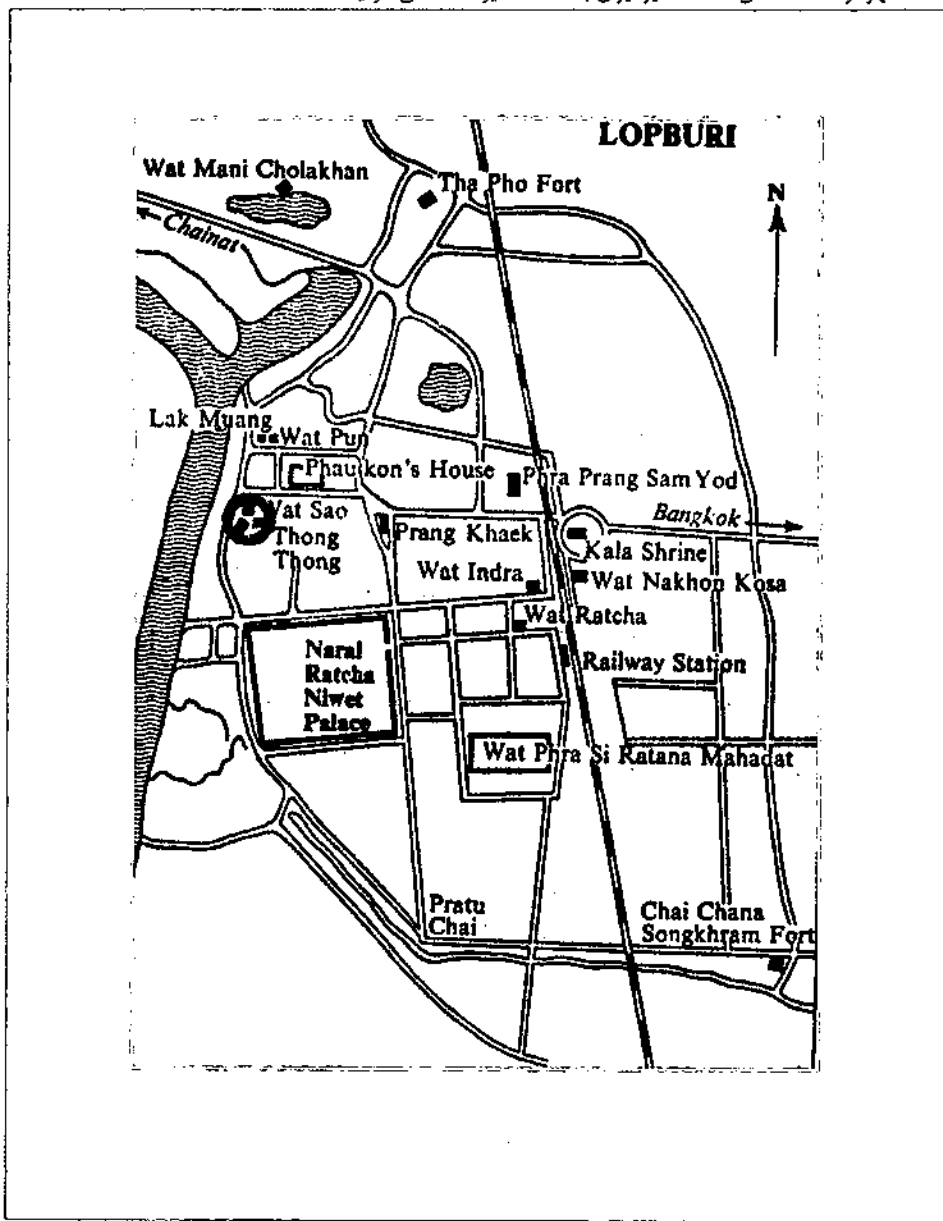 LOPBURI
Wat Mani Cholakhan
Tha Pho Fort
N
Chainat
Lak Muang
Wat Pun
Phaulkon's House
Phra Prang Sam Yod
Bangkok
Wat Sao
Thong
Thong
Prang Khaek
Kala Shrine
Wat Indra
Wat Nakhon Kosa
Wat Ratcha
Narai
Ratcha
Niwet
Palace
Railway Station
Wat Phra Si Ratana Mahadat
Pratu
Chai
Chai Chana
Songkhram Fort